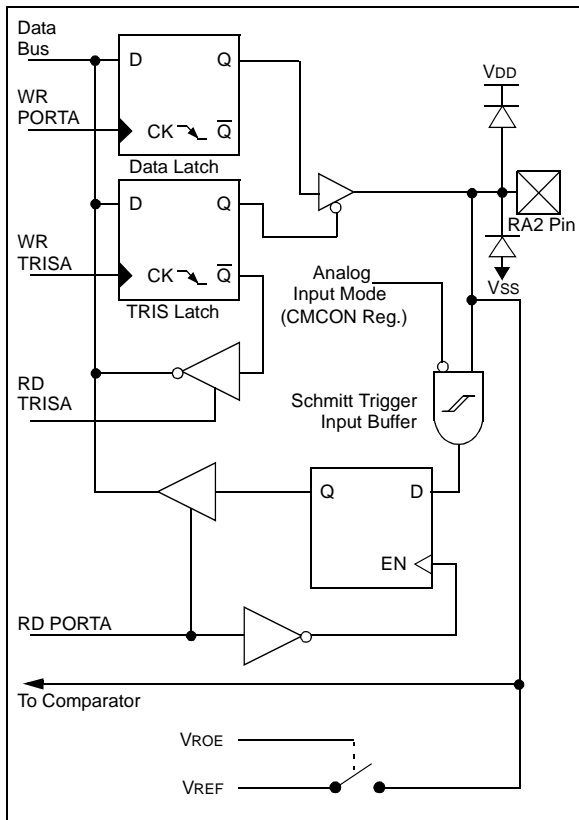 Data
Bus
D
Q
VDD
WR
PORTA
CK
Q
Data Latch
D
Q
RA2 Pin
WR
TRISA
CK
Q
TRIS Latch
VSS
Analog
Input Mode
(CMCON Reg.)
RD
TRISA
Schmitt Trigger
Input Buffer
Q
D
EN
RD PORTA
To Comparator
VROE
VREF